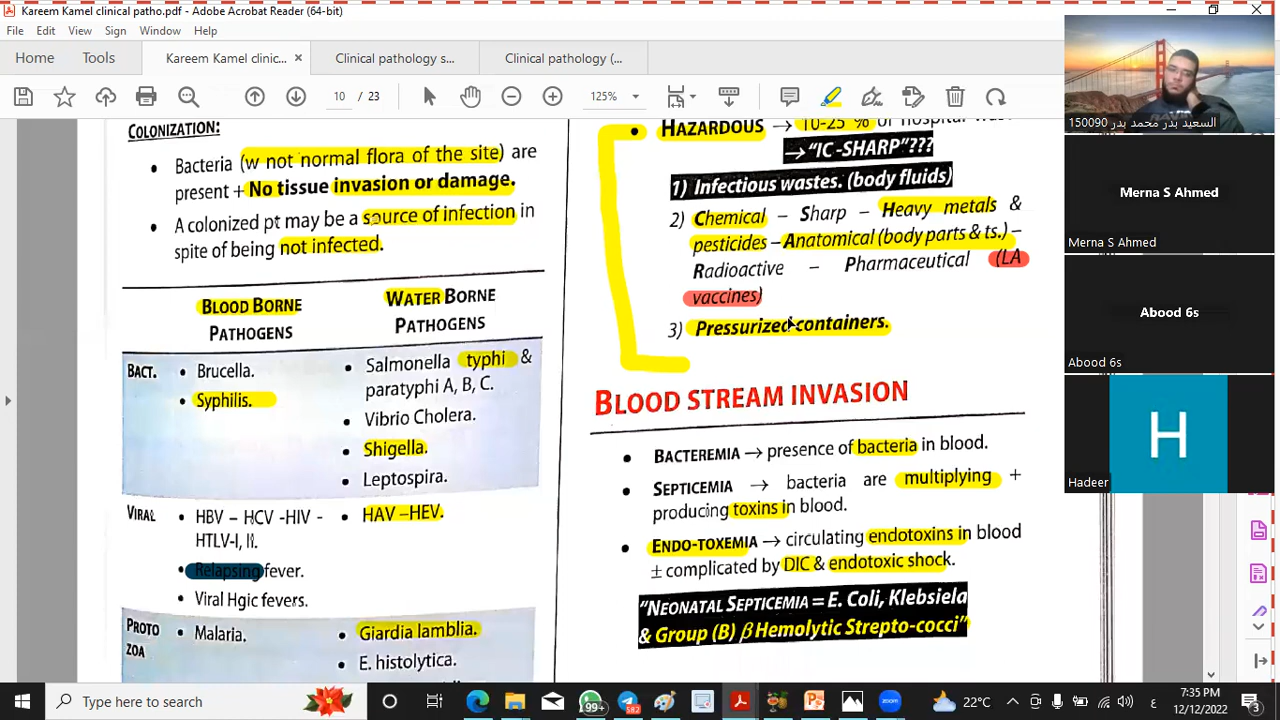 Kareem Kamel clinical patho.pdf - Adobe Acrobat Reader (64-bit)
File Edit View Sign Window Help
Home Tools Kareem Kamel clinic... × Clinical pathology s... Clinical pathology (...
10 / 23 125%
COLONIZATION:
• Bacteria (w not normal flora of the site) are
present + No tissue invasion or damage.
• A colonized pt may be a source of infection in
spite of being not infected.
BLOOD BORNE
PATHOGENS
WATER BORNE
PATHOGENS
BACT.
• Brucella.
• Syphilis.
• Salmonella typhi &
paratyphi A, B, C.
• Vibrio Cholera.
• Shigella.
• Leptospira.
VIRAL
• HBV – HCV -HIV -
HTLV-I, II.
• Relapsing fever.
• Viral Hgic fevers.
• HAV –HEV.
PROTO
ZOA
• Malaria.
• Giardia lamblia.
• E. histolytica.
• HAZARDOUS → 10-25 % of hospital
→ "IC -SHARP"???
1) Infectious wastes. (body fluids)
2) Chemical – Sharp – Heavy metals &
pesticides – Anatomical (body parts & ts.) –
Radioactive – Pharmaceutical (LA
vaccines)
3) Pressurized containers.
BLOOD STREAM INVASION
• BACTEREMIA → presence of bacteria in blood.
• SEPTICEMIA → bacteria are multiplying +
producing toxins in blood.
• ENDO-TOXEMIA → circulating endotoxins in blood
± complicated by DIC & endotoxic shock.
"NEONATAL SEPTICEMIA = E. Coli, Klebsiela
& Group (B) β Hemolytic Strepto-cocci"
السعيد بدر محمد بدر 150090
Merna S Ahmed
Merna S Ahmed
Abood 6s
Abood 6s
H
Hadeer
Type here to search
99+
582
zoom
22°C
ع
7:35 PM
12/12/2022
3